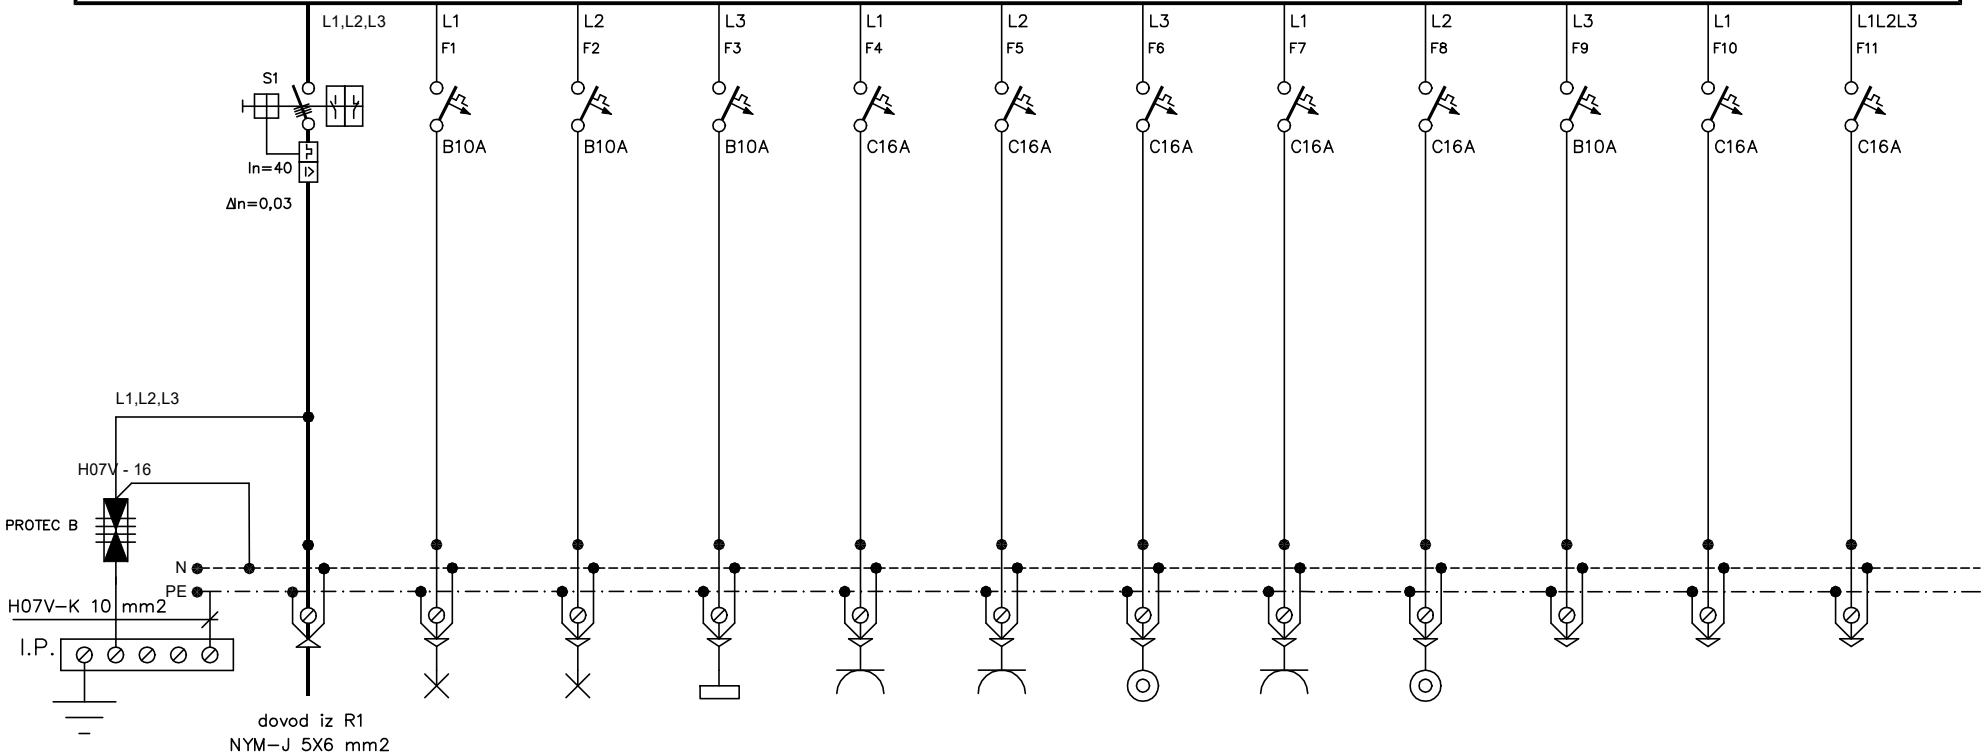 L1,L2,L3 L1 L2 L3 L1 L2 L3 L1 L2 L3 L1 L1L2L3
F1 F2 F3 F4 F5 F6 F7 F8 F9 F10 F11
S1
B10A B10A B10A C16A C16A C16A C16A C16A B10A C16A C16A
In=40
I>
ΔIn=0,03
L1,L2,L3
H07V - 16
PROTEC B
N
PE
H07V-K 10 mm2
I.P.
dovod iz R1
NYM-J 5X6 mm2